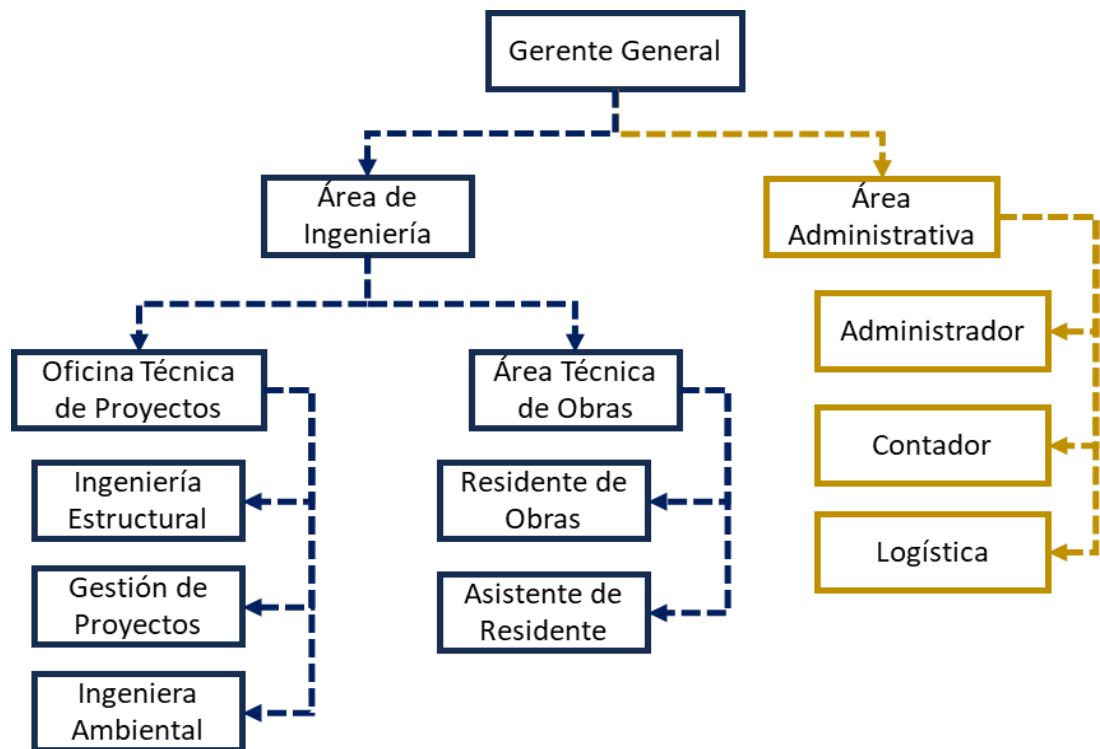 Gerente General
Área de
Ingeniería
Área
Administrativa
Oficina Técnica
de Proyectos
Ingeniería
Estructural
Gestión de
Proyectos
Ingeniera
Ambiental
Área Técnica
de Obras
Residente de
Obras
Asistente de
Residente
Administrador
Contador
Logística